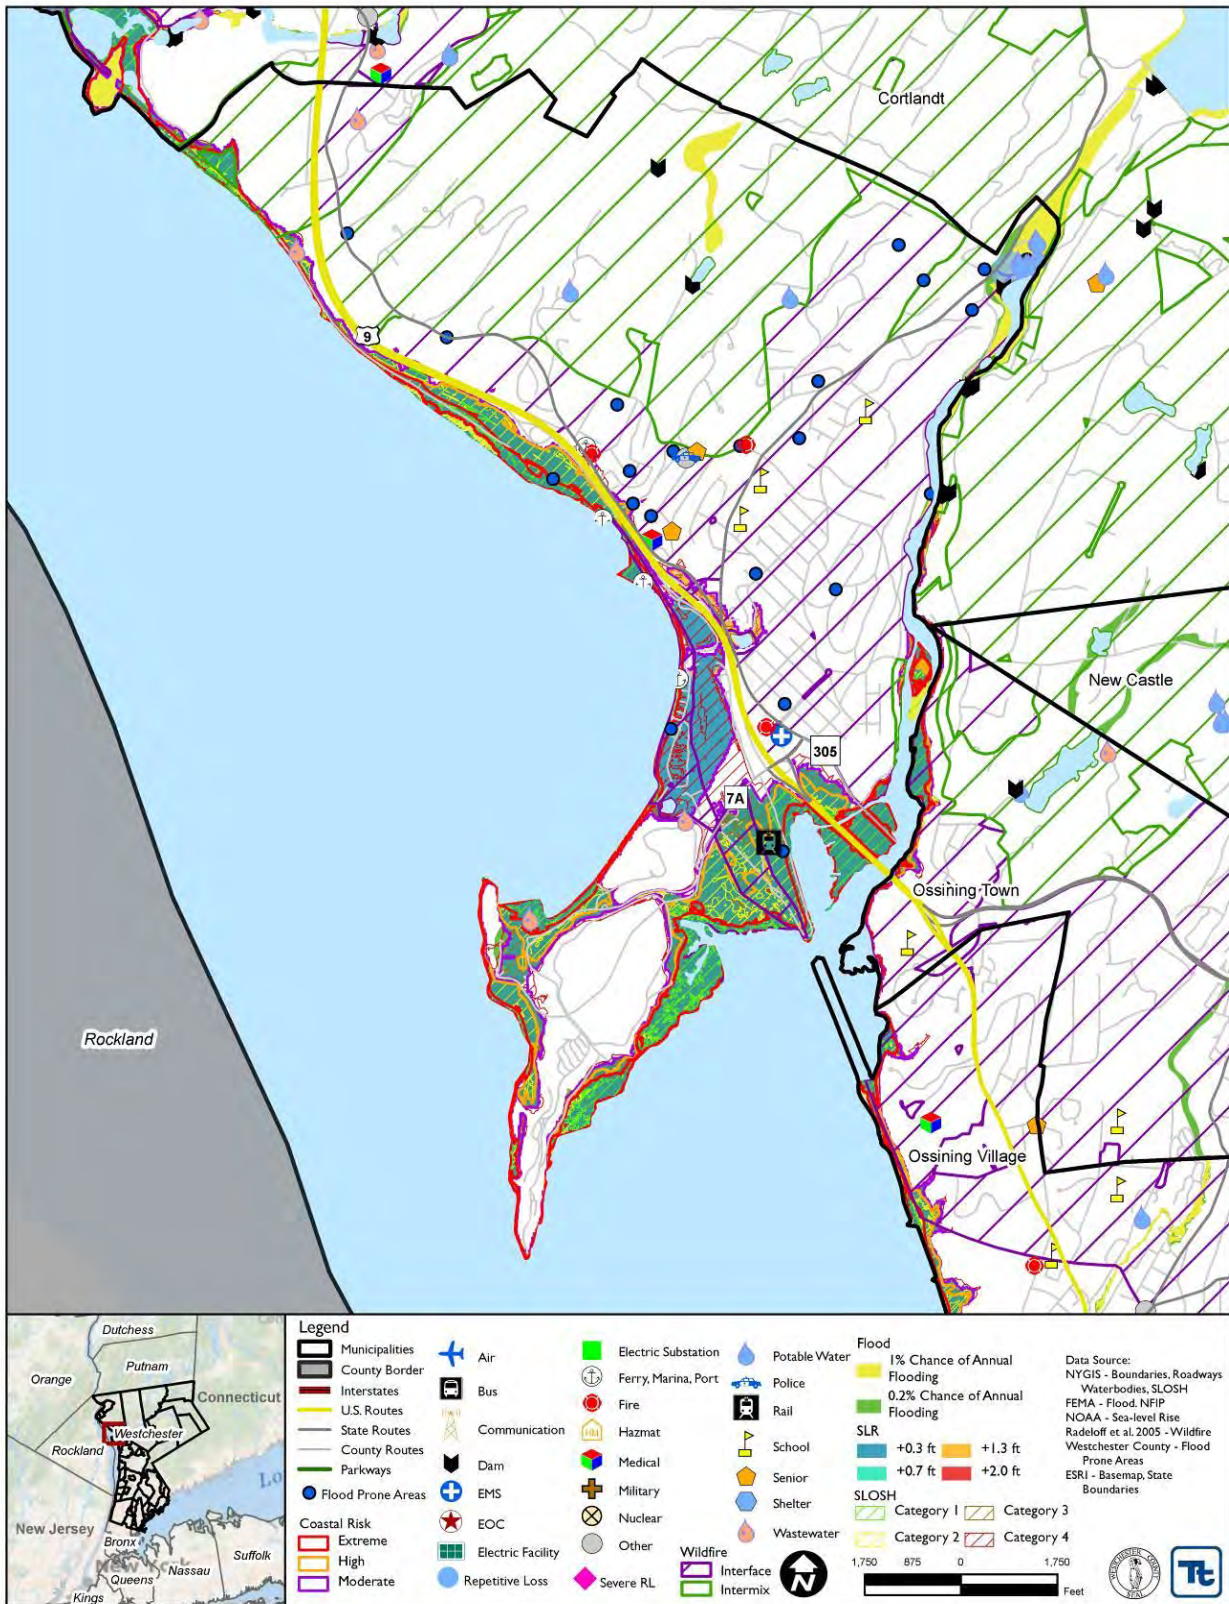 Cortlandt
9
New Castle
305
7A
Ossining Town
Rockland
Ossining Village
Dutchess
Putnam
Orange
Connecticut
Westchester
Rockland
New Jersey
Bronx
Suffolk
Nassau
Queens
Kings
Legend
Municipalities
County Border
Interstates
U.S. Routes
State Routes
County Routes
Parkways
Flood Prone Areas
Coastal Risk
Extreme
High
Moderate
Air
Bus
Communication
Dam
EMS
EOC
Electric Facility
Repetitive Loss
Electric Substation
Ferry, Marina, Port
Fire
HM
Hazmat
Medical
Military
Nuclear
Other
Severe RL
Potable Water
Police
Rail
School
Senior
Shelter
Wastewater
Wildfire
Interface
Intermix
N
Flood
1% Chance of Annual
Flooding
0.2% Chance of Annual
Flooding
SLR
+0.3 ft
+1.3 ft
+0.7 ft
+2.0 ft
SLOSH
Category 1
Category 3
Category 2
Category 4
1,750 875 0 1,750
Feet
Data Source:
NYGIS - Boundaries, Roadways
Waterbodies, SLOSH
FEMA - Flood. NFIP
NOAA - Sea-level Rise
Radeloff et al. 2005 - Wildfire
Westchester County - Flood
Prone Areas
ESRI - Basemap, State
Boundaries
WESTCHESTER COUNTY
SEAL
Tt